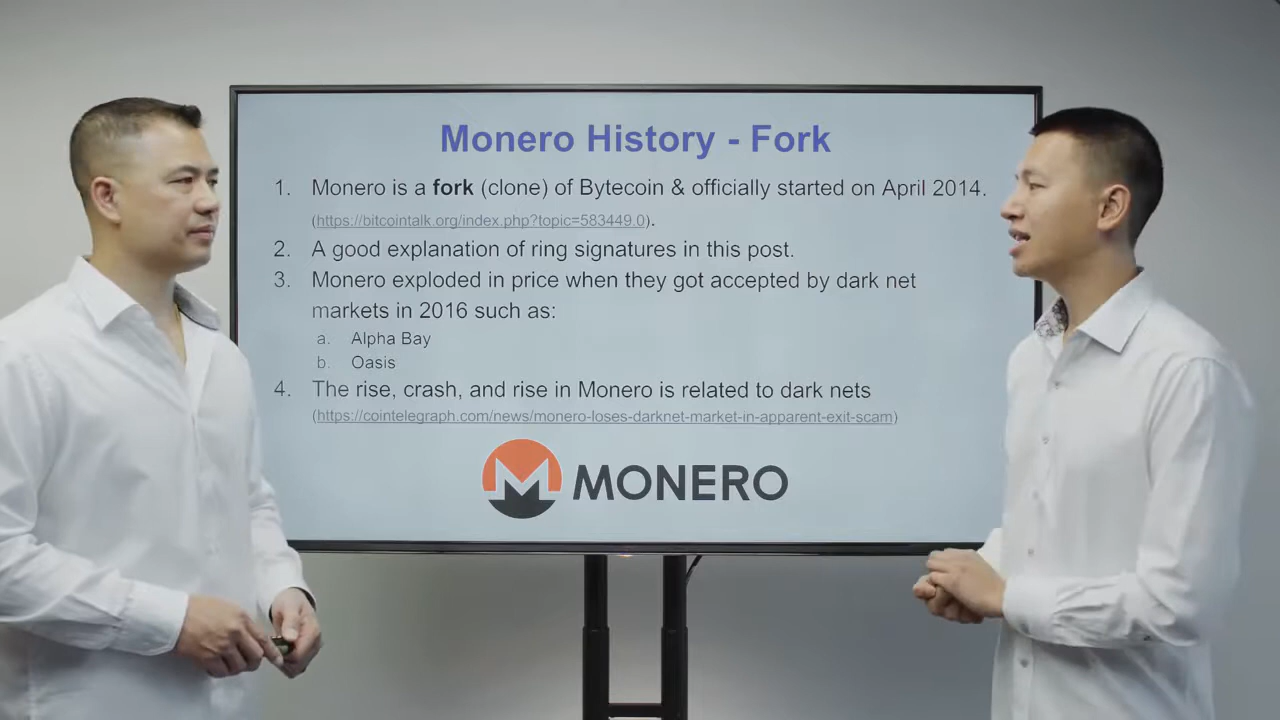 Monero History - Fork
1. Monero is a fork (clone) of Bytecoin & officially started on April 2014.
(https://bitcointalk.org/index.php?topic=583449.0).
2. A good explanation of ring signatures in this post.
3. Monero exploded in price when they got accepted by dark net
markets in 2016 such as:
a. Alpha Bay
b. Oasis
4. The rise, crash, and rise in Monero is related to dark nets
(https://cointelegraph.com/news/monero-loses-darknet-market-in-apparent-exit-scam)
MONERO